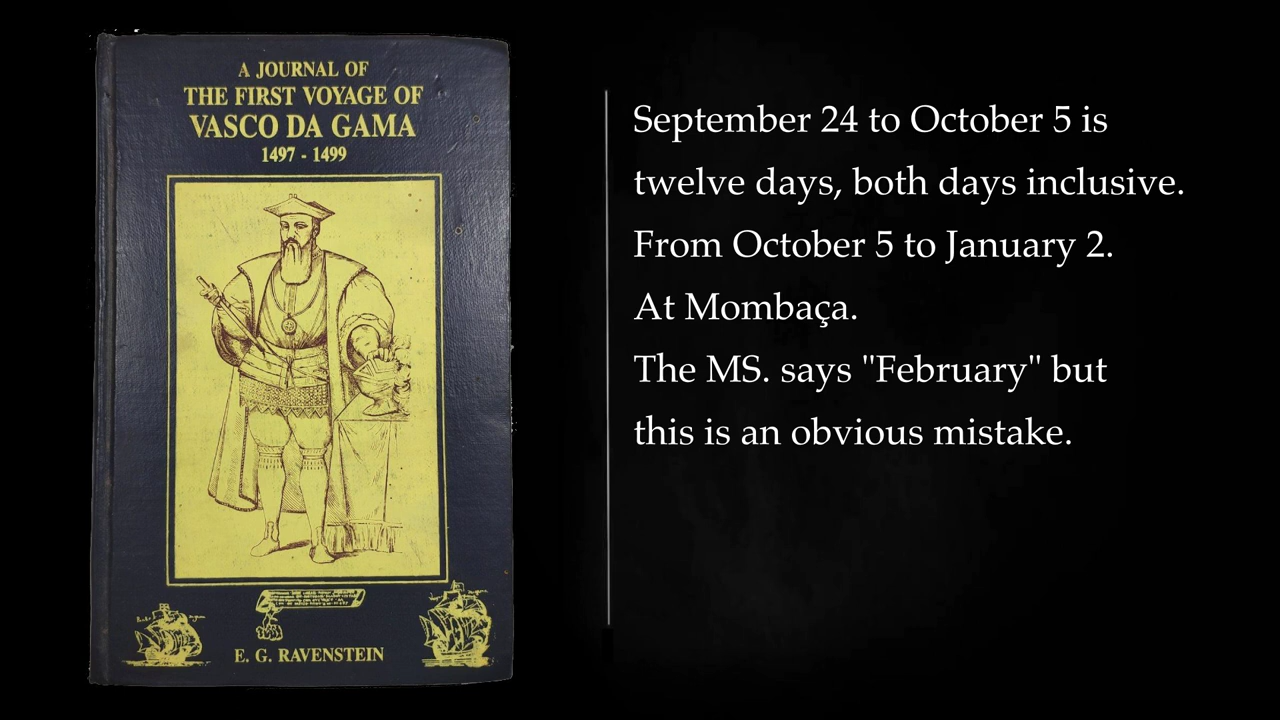 A JOURNAL OF
THE FIRST VOYAGE OF
VASCO DA GAMA
1497 - 1499
E. G. RAVENSTEIN
September 24 to October 5 is
twelve days, both days inclusive.
From October 5 to January 2.
At Mombaça.
The MS. says "February" but
this is an obvious mistake.